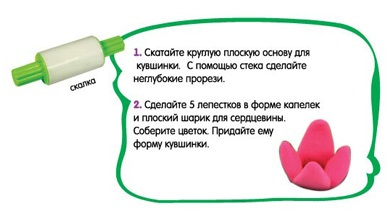 1. Скатайте круглую плоскую основу для
кувшинки. С помощью стека сделайте
неглубокие прорези.
скалка
2. Сделайте 5 лепестков в форме капелек
и плоский шарик для сердцевины.
Соберите цветок. Придайте ему
форму кувшинки.